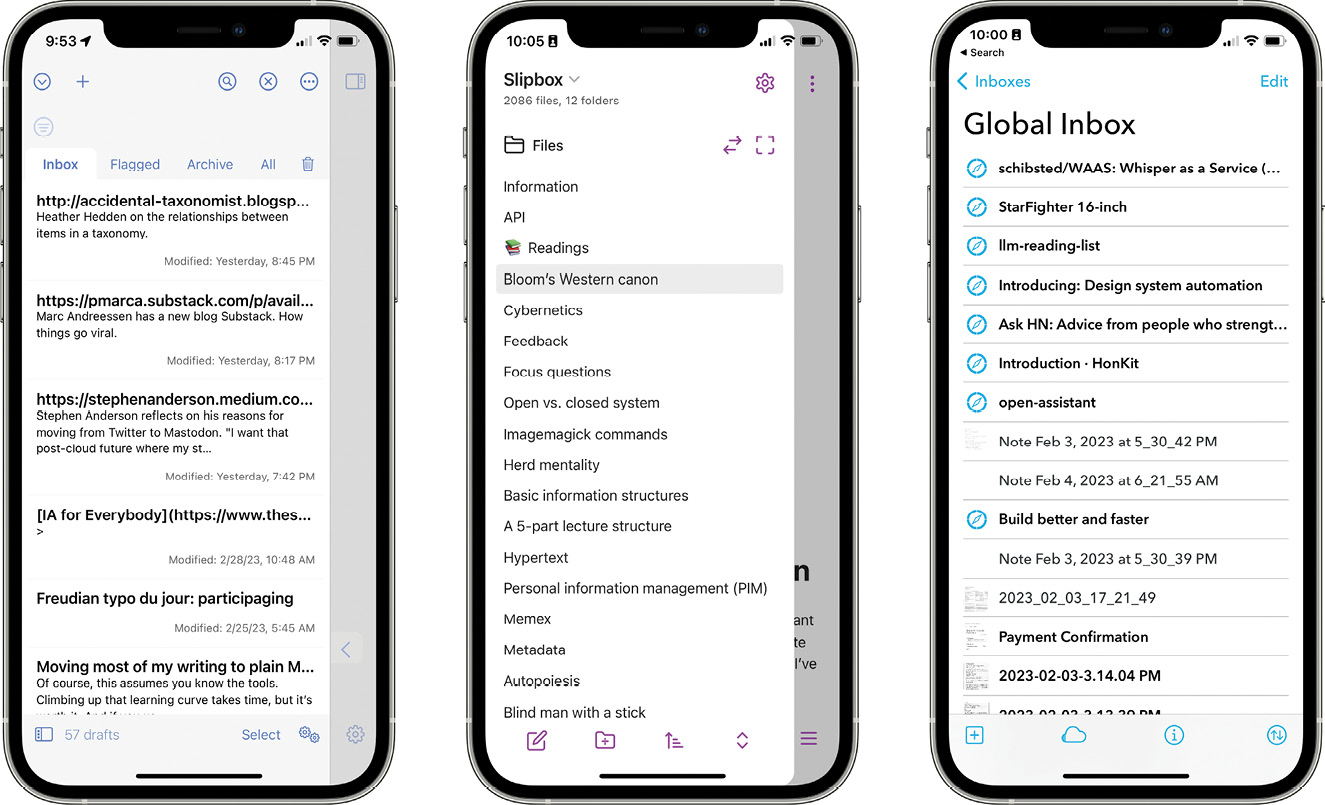 9:53
Inbox
Flagged
Archive
All
http://accidental-taxonomist.blogsp...
Heather Hedden on the relationships between
items in a taxonomy.
Modified: Yesterday, 8:45 PM
https://pmarca.substack.com/p/avail...
Marc Andreessen has a new blog Substack. How
things go viral.
Modified: Yesterday, 8:17 PM
https://stephenanderson.medium.co...
Stephen Anderson reflects on his reasons for
moving from Twitter to Mastodon. "I want that
post-cloud future where my st...
Modified: Yesterday, 7:42 PM
[IA for Everybody](https://www.thes...
>
Modified: 2/28/23, 10:48 AM
Freudian typo du jour: participaging
Modified: 2/25/23, 5:45 AM
Moving most of my writing to plain M...
Of course, this assumes you know the tools.
Climbing up that learning curve takes time, but it's
57 drafts
Select
10:05
Slipbox
2086 files, 12 folders
Files
Information
API
📚 Readings
Bloom's Western canon
Cybernetics
Feedback
Focus questions
Open vs. closed system
Imagemagick commands
Herd mentality
Basic information structures
A 5-part lecture structure
Hypertext
Personal information management (PIM)
Memex
Metadata
Autopoiesis
Blind man with a stick
n
ant
te
I've
10:00
Search
Inboxes
Edit
Global Inbox
schibsted/WAAS: Whisper as a Service (...
StarFighter 16-inch
llm-reading-list
Introducing: Design system automation
Ask HN: Advice from people who strengt...
Introduction · HonKit
open-assistant
Note Feb 3, 2023 at 5_30_42 PM
Note Feb 4, 2023 at 6_21_55 AM
Build better and faster
Note Feb 3, 2023 at 5_30_39 PM
2023_02_03_17_21_49
Payment Confirmation
2023-02-03-3.14.04 PM
2023-02-03-3.13.39 PM